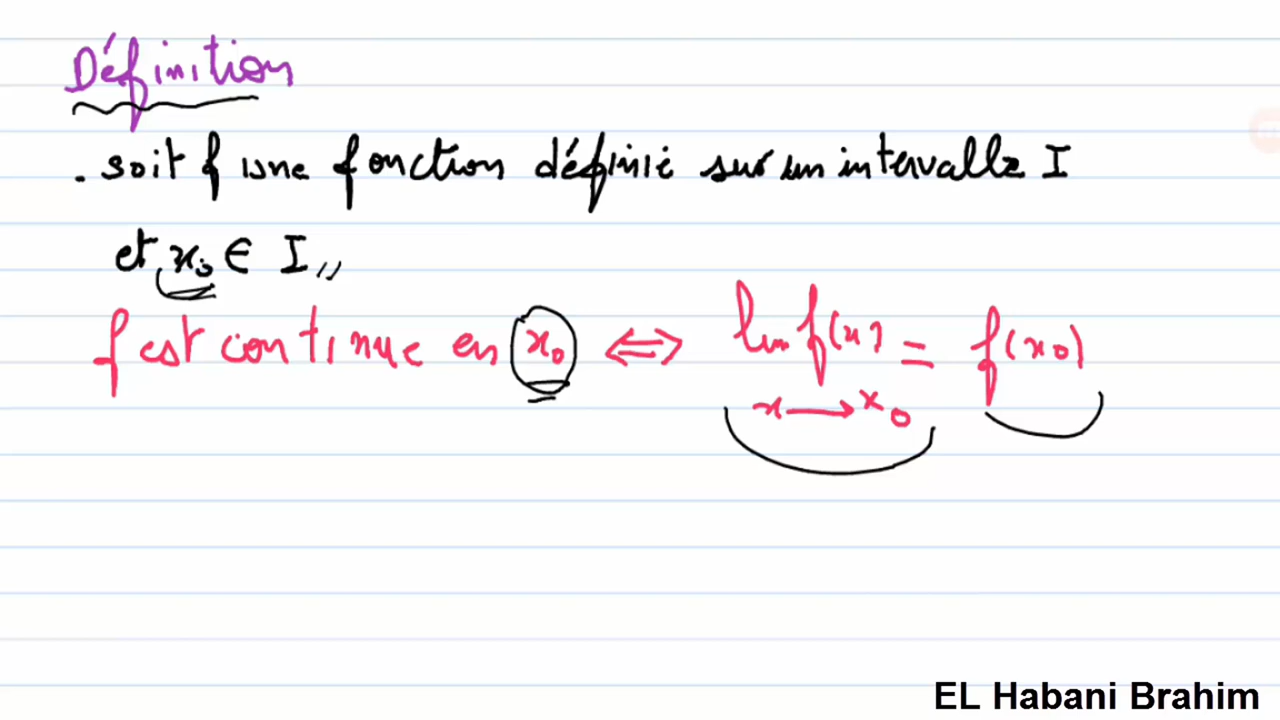 Définition
. soit f une fonction définie sur un intervalle I
et x₀ ∈ I,,
f est continue en x₀ ⇔ lim f(x) = f(x₀)
x → x₀
EL Habani Brahim